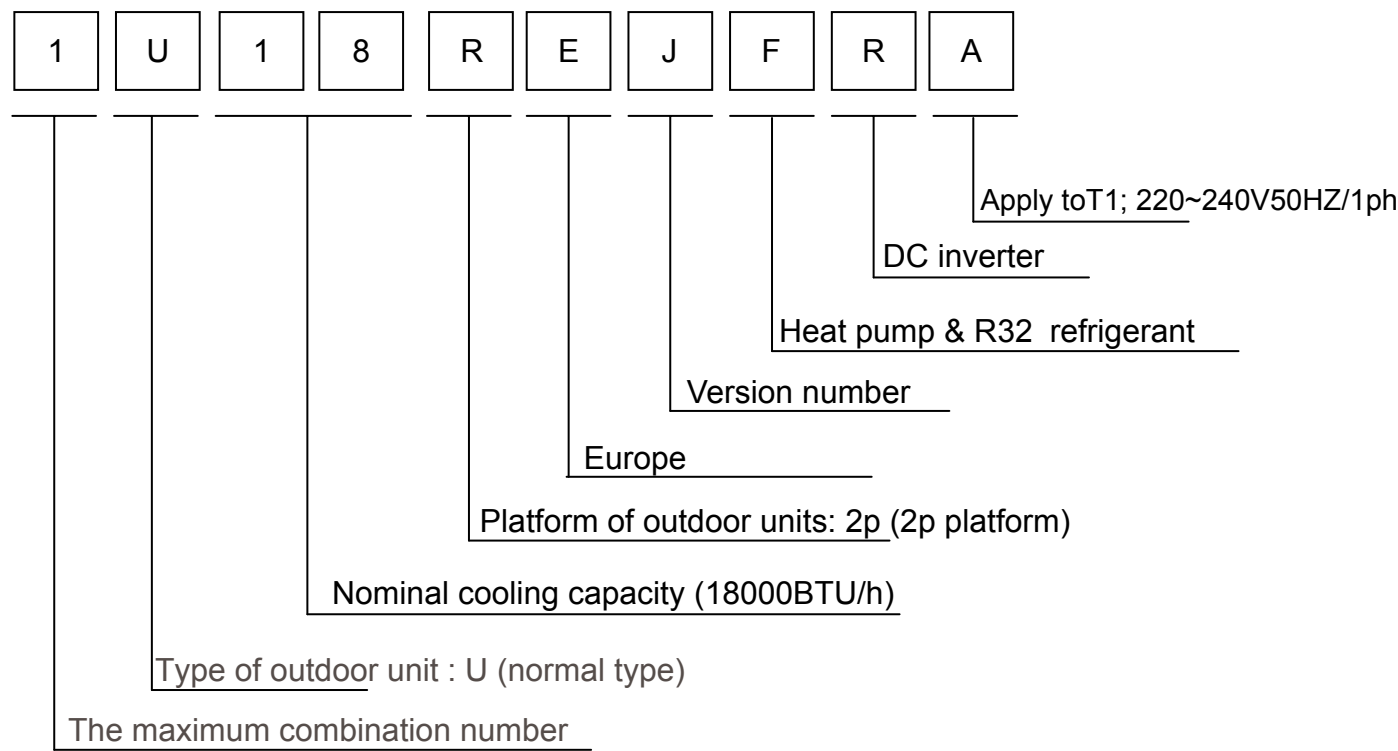 1 U 1 8 R E J F R A
Apply toT1; 220~240V50HZ/1ph
DC inverter
Heat pump & R32 refrigerant
Version number
Europe
Platform of outdoor units: 2p (2p platform)
Nominal cooling capacity (18000BTU/h)
Type of outdoor unit : U (normal type)
The maximum combination number